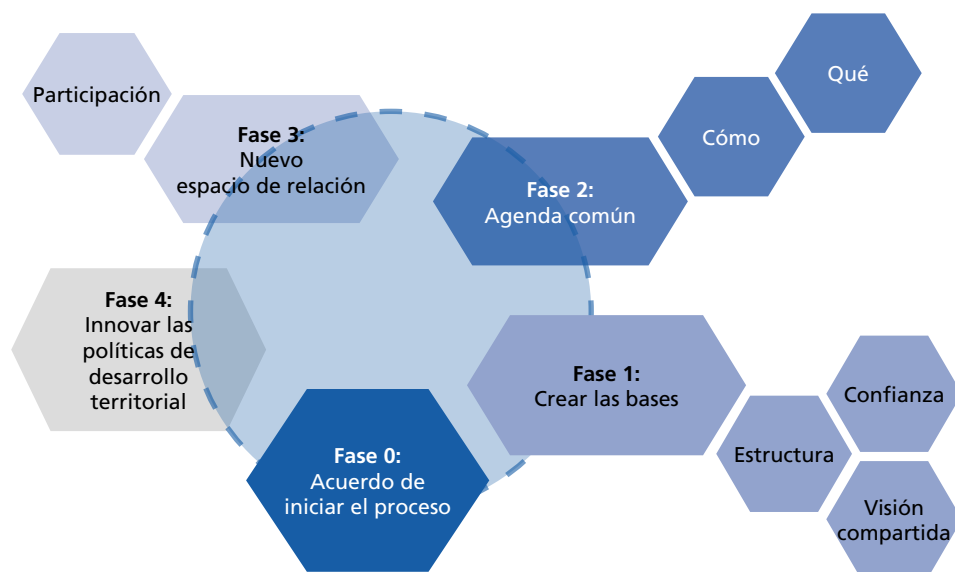 Participación
Fase 3:
Nuevo
espacio de relación
Qué
Cómo
Fase 2:
Agenda común
Fase 4:
Innovar las
políticas de
desarrollo
territorial
Fase 1:
Crear las bases
Confianza
Estructura
Visión
compartida
Fase 0:
Acuerdo de
iniciar el proceso